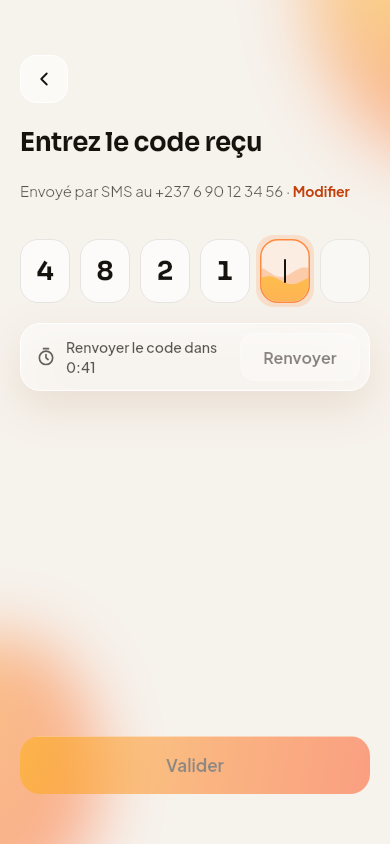 Entrez le code reçu
Envoyé par SMS au +237 6 90 12 34 56 · Modifier
4 8 2 1
Renvoyer le code dans
0:41
Renvoyer
Valider